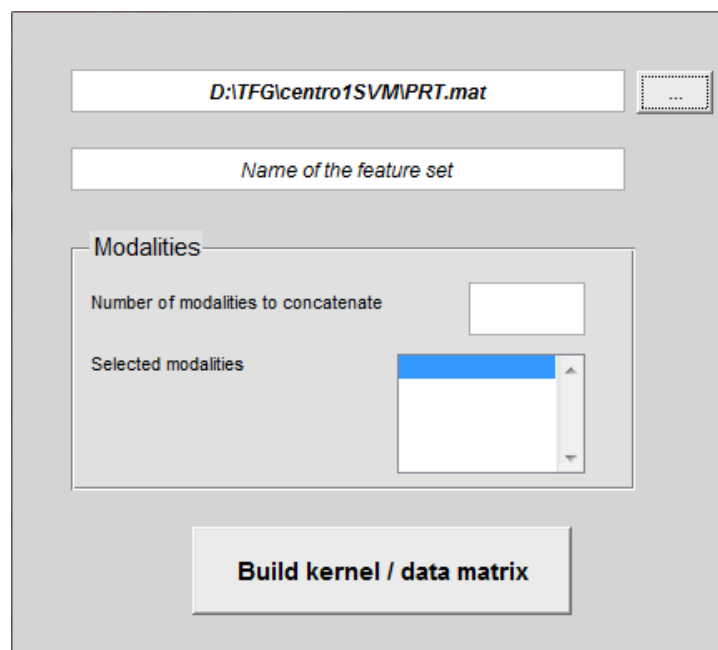 D:\TFG\centro1SVM\PRT.mat
...
Name of the feature set
Modalities
Number of modalities to concatenate
Selected modalities
Build kernel / data matrix